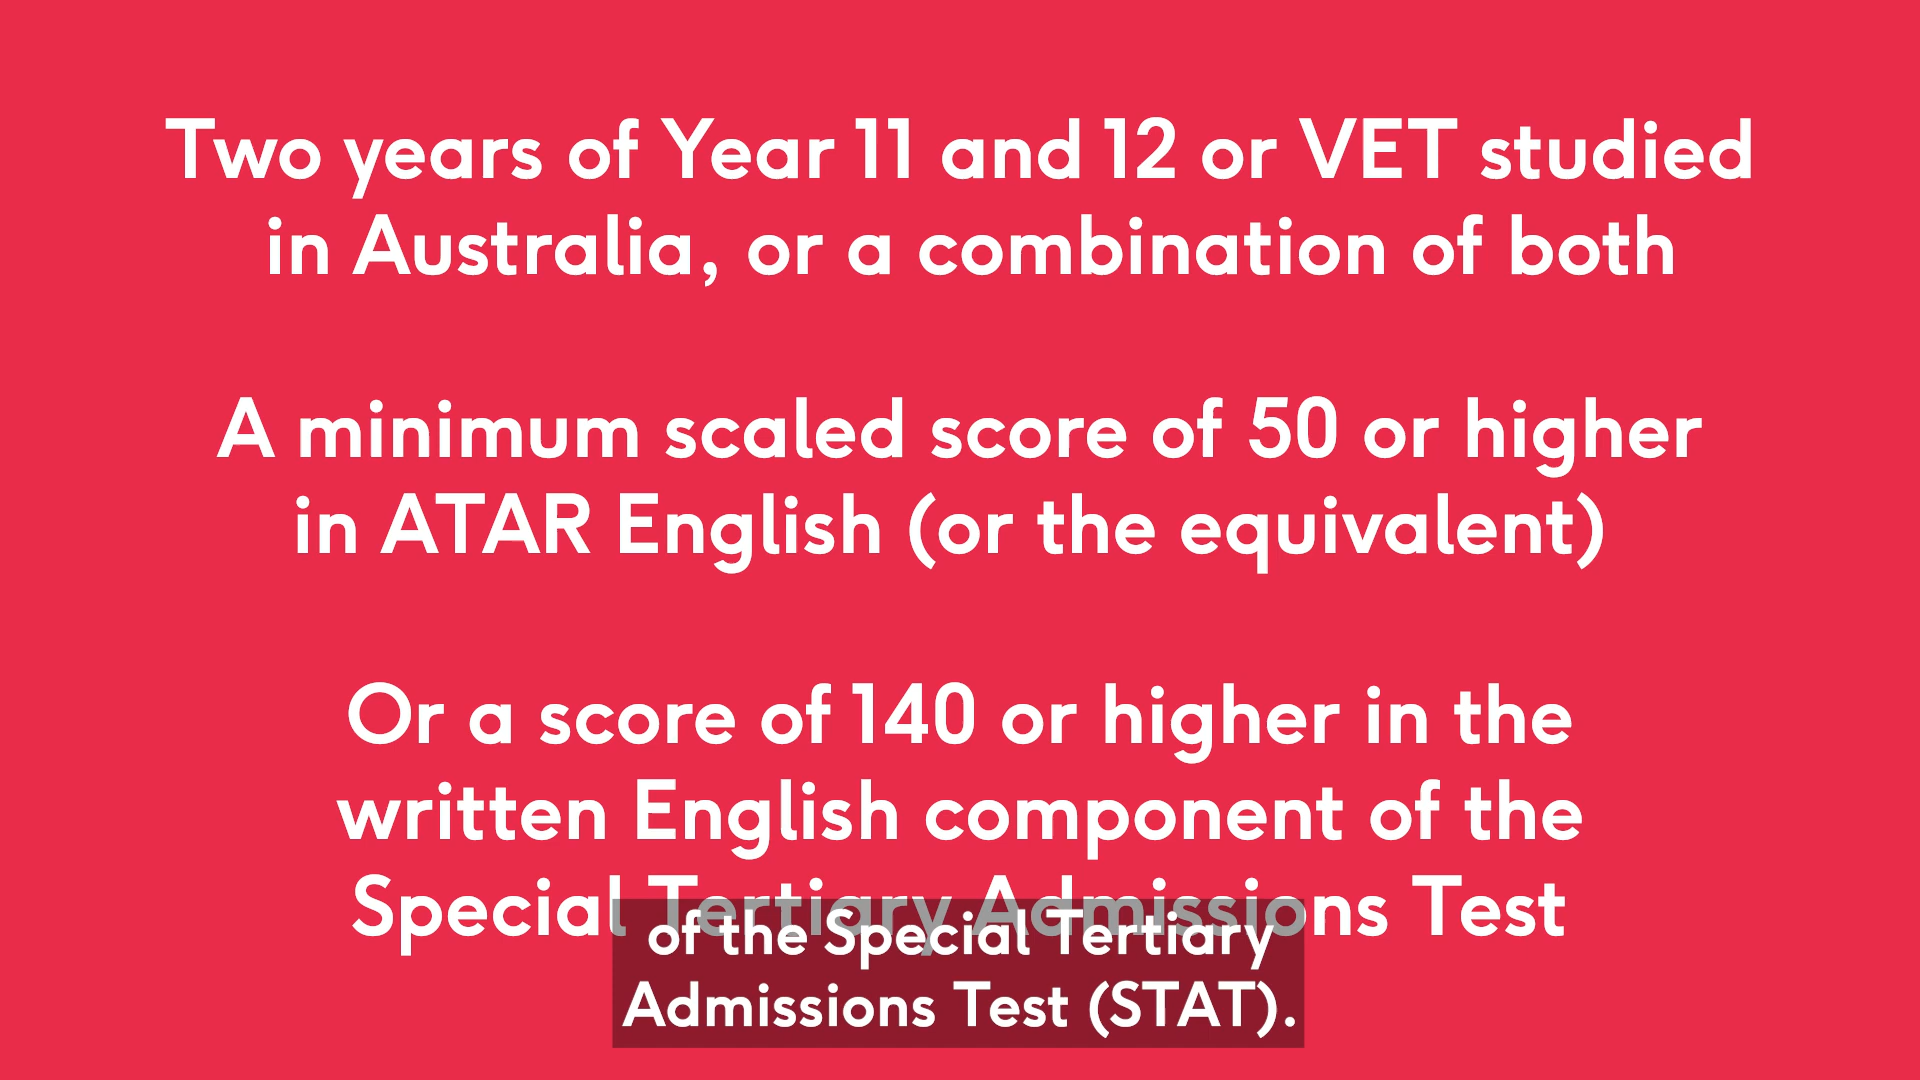 Two years of Year 11 and 12 or VET studied
in Australia, or a combination of both
A minimum scaled score of 50 or higher
in ATAR English (or the equivalent)
Or a score of 140 or higher in the
written English component of the
Special Tertiary Admissions Test
of the Special Tertiary
Admissions Test (STAT).